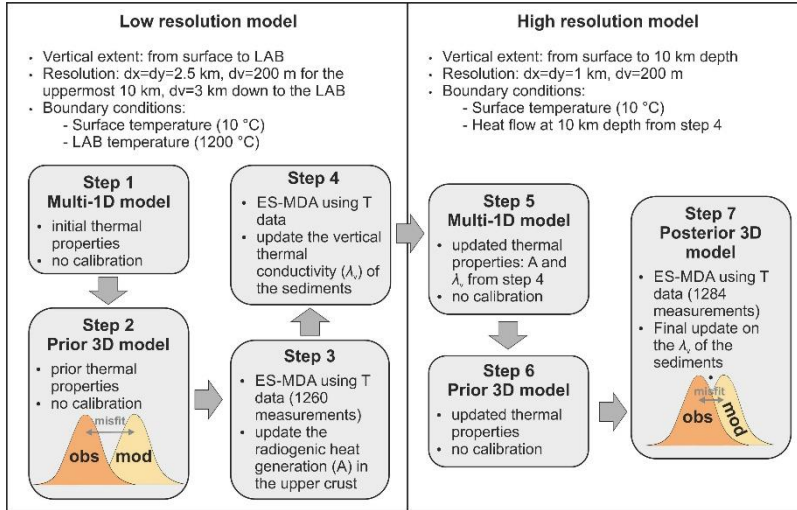 Low resolution model
• Vertical extent: from surface to LAB
• Resolution: dx=dy=2.5 km, dv=200 m for the
uppermost 10 km, dv=3 km down to the LAB
• Boundary conditions:
- Surface temperature (10 °C)
- LAB temperature (1200 °C)
Step 1
Multi-1D model
• initial thermal
properties
• no calibration
Step 2
Prior 3D model
• prior thermal
properties
• no calibration
misfit
obs mod
Step 3
• ES-MDA using T
data (1260
measurements)
• update the
radiogenic heat
generation (A) in
the upper crust
Step 4
• ES-MDA using T
data
• update the vertical
thermal
conductivity (λv) of
the sediments
High resolution model
• Vertical extent: from surface to 10 km depth
• Resolution: dx=dy=1 km, dv=200 m
• Boundary conditions:
- Surface temperature (10 °C)
- Heat flow at 10 km depth from step 4
Step 5
Multi-1D model
• updated thermal
properties: A and
λv from step 4
• no calibration
Step 6
Prior 3D model
• updated thermal
properties
• no calibration
Step 7
Posterior 3D
model
• ES-MDA using T
data (1284
measurements)
• Final update on
the λv of the
sediments
•
misfit
obs mod